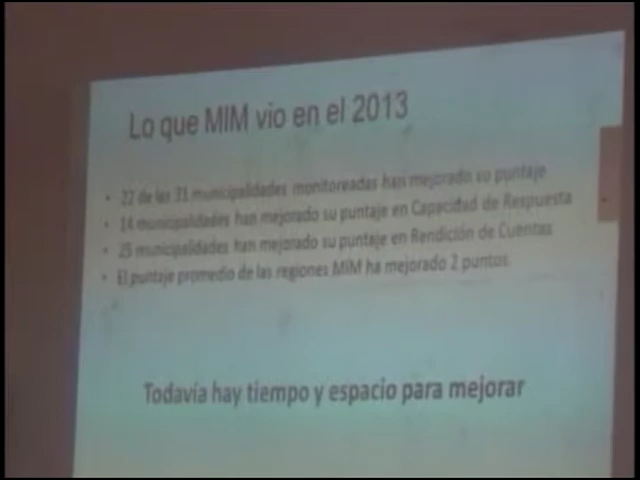 Lo que MIM vio en el 2013
• 22 de las 31 municipalidades monitoreadas han mejorado su puntaje
• 14 municipalidades han mejorado su puntaje en Capacidad de Respuesta
• 25 municipalidades han mejorado su puntaje en Rendición de Cuentas
• El puntaje promedio de las regiones MIM ha mejorado 2 puntos.
Todavía hay tiempo y espacio para mejorar